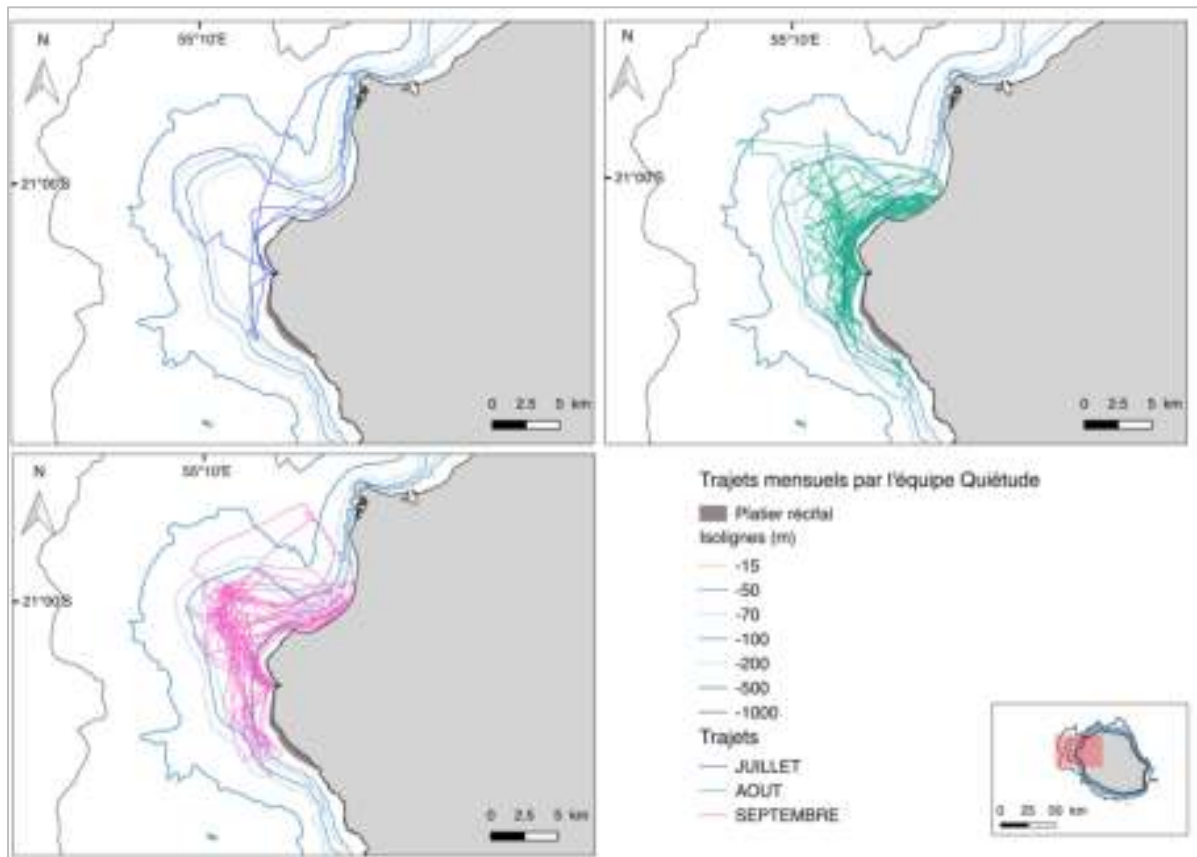 N
55°10'E
21°00'S
0 2.5 5 km
N
55°10'E
21°00'S
0 2.5 5 km
N
55°10'E
21°00'S
0 2.5 5 km
Trajets mensuels par l'équipe Quiétude
Platier récifal
Isolignes (m)
-15
-50
-70
-100
-200
-500
-1000
Trajets
JUILLET
AOUT
SEPTEMBRE
0 25 50 km